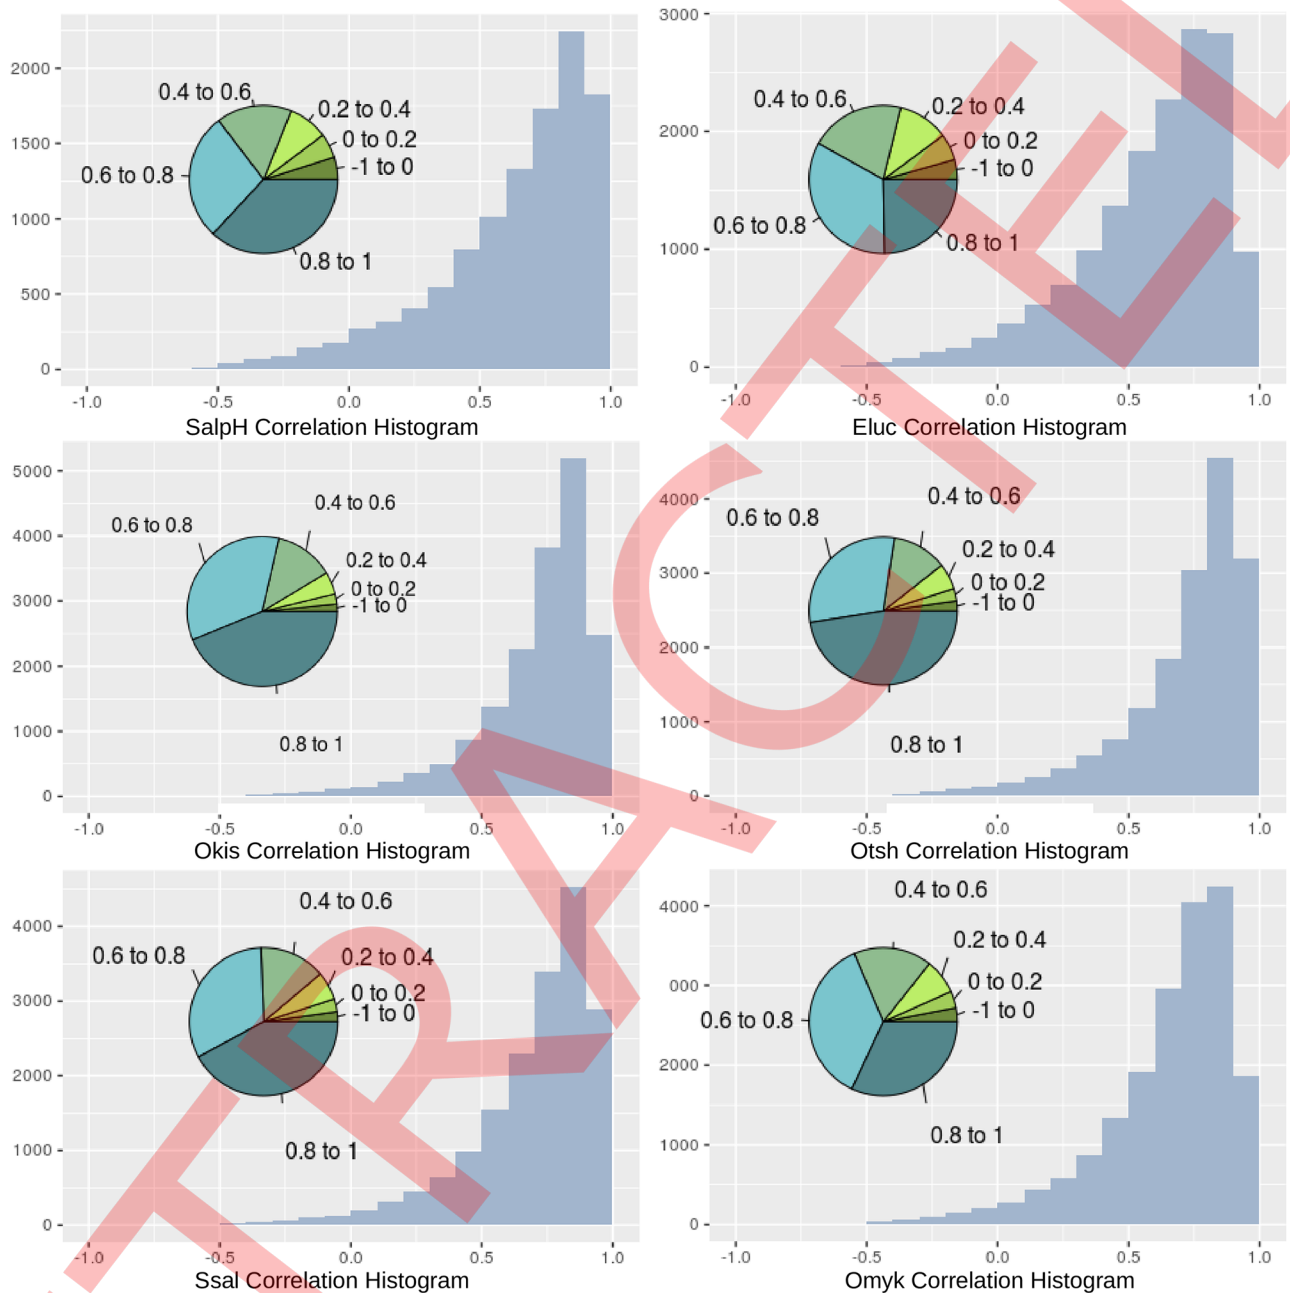 2000
1500
1000
500
0
0.4 to 0.6
0.2 to 0.4
0 to 0.2
-1 to 0
0.6 to 0.8
0.8 to 1
-1.0 -0.5 0.0 0.5 1.0
SalpH Correlation Histogram
3000
2000
1000
0
0.4 to 0.6
0.2 to 0.4
0 to 0.2
-1 to 0
0.6 to 0.8
0.8 to 1
-1.0 -0.5 0.0 0.5 1.0
Eluc Correlation Histogram
5000
4000
3000
2000
1000
0
0.4 to 0.6
0.6 to 0.8
0.2 to 0.4
0 to 0.2
-1 to 0
0.8 to 1
-1.0 -0.5 0.0 0.5 1.0
Okis Correlation Histogram
4000
3000
2000
1000
0
0.4 to 0.6
0.6 to 0.8
0.2 to 0.4
0 to 0.2
-1 to 0
0.8 to 1
-1.0 -0.5 0.0 0.5 1.0
Otsh Correlation Histogram
4000
3000
2000
1000
0
0.4 to 0.6
0.6 to 0.8
0.2 to 0.4
0 to 0.2
-1 to 0
0.8 to 1
-1.0 -0.5 0.0 0.5 1.0
Ssal Correlation Histogram
4000
000
2000
1000
0
0.4 to 0.6
0.2 to 0.4
0 to 0.2
-1 to 0
0.6 to 0.8
0.8 to 1
-1.0 -0.5 0.0 0.5 1.0
Omyk Correlation Histogram